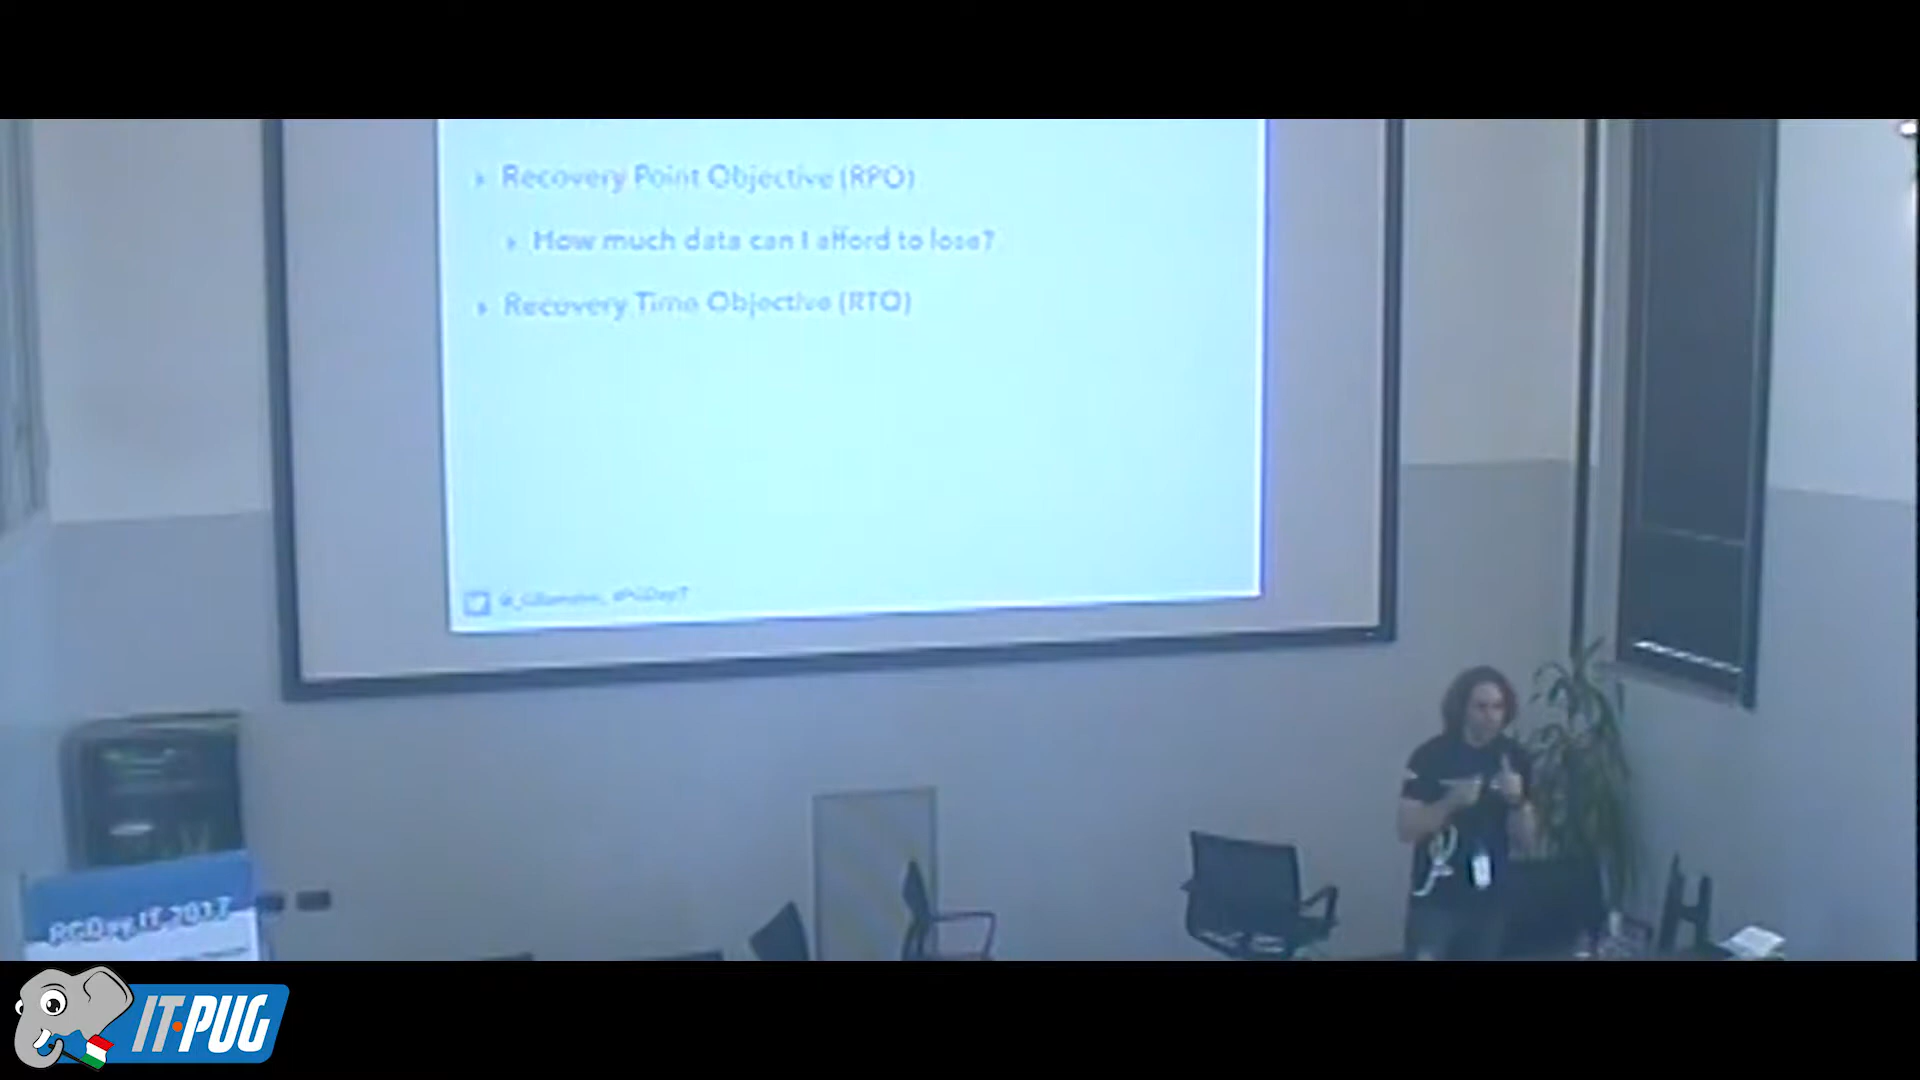 Recovery Point Objective (RPO)
How much data can I afford to lose?
Recovery Time Objective (RTO)
PGDay.IT 2017
IT·PUG